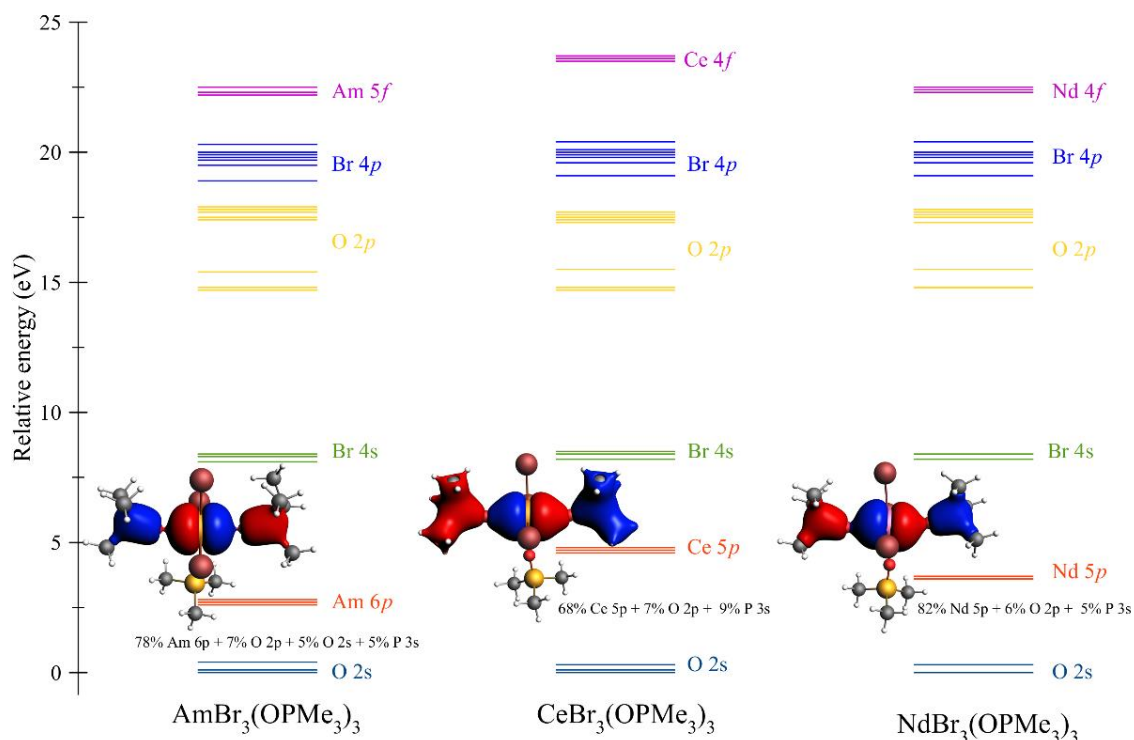 25
20
15
10
5
0
Relative energy (eV)
Am 5f
Br 4p
O 2p
Br 4s
Am 6p
78% Am 6p + 7% O 2p + 5% O 2s + 5% P 3s
O 2s
AmBr₃(OPMe₃)₃
Ce 4f
Br 4p
O 2p
Br 4s
Ce 5p
68% Ce 5p + 7% O 2p + 9% P 3s
O 2s
CeBr₃(OPMe₃)₃
Nd 4f
Br 4p
O 2p
Br 4s
Nd 5p
82% Nd 5p + 6% O 2p + 5% P 3s
O 2s
NdBr₃(OPMe₃)₃